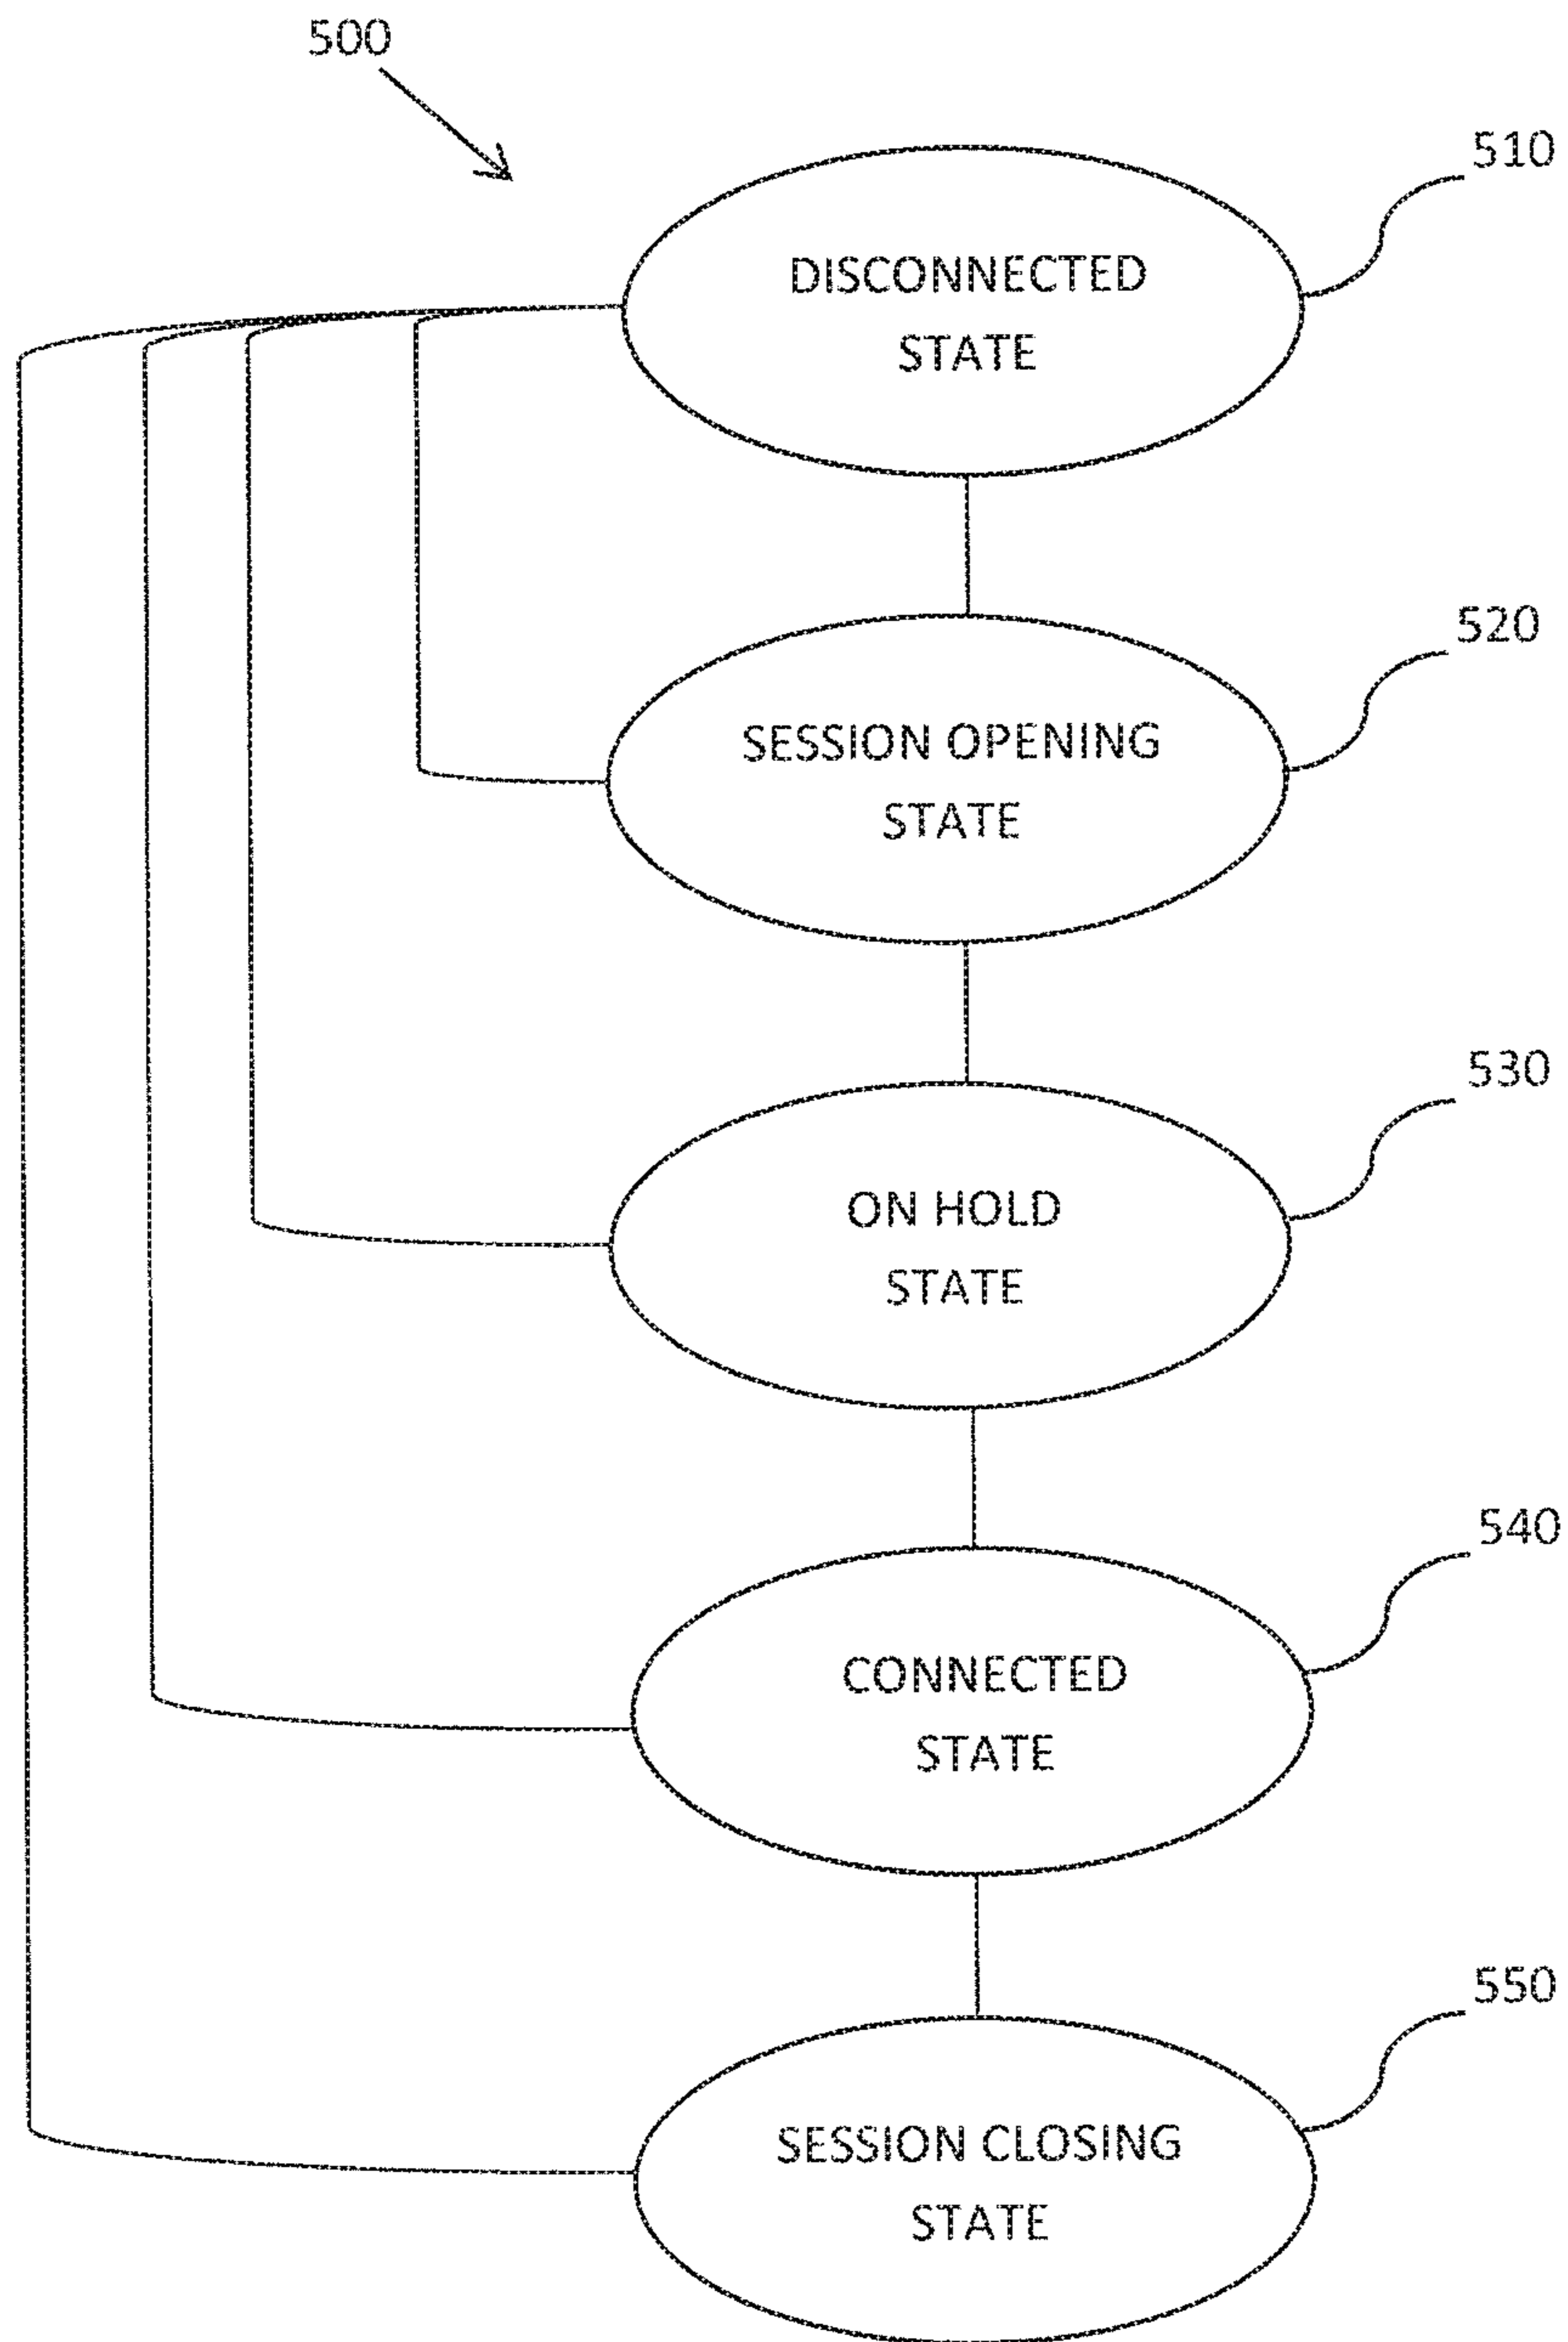 500
510
DISCONNECTED
STATE
520
SESSION OPENING
STATE
530
ON HOLD
STATE
540
CONNECTED
STATE
550
SESSION CLOSING
STATE